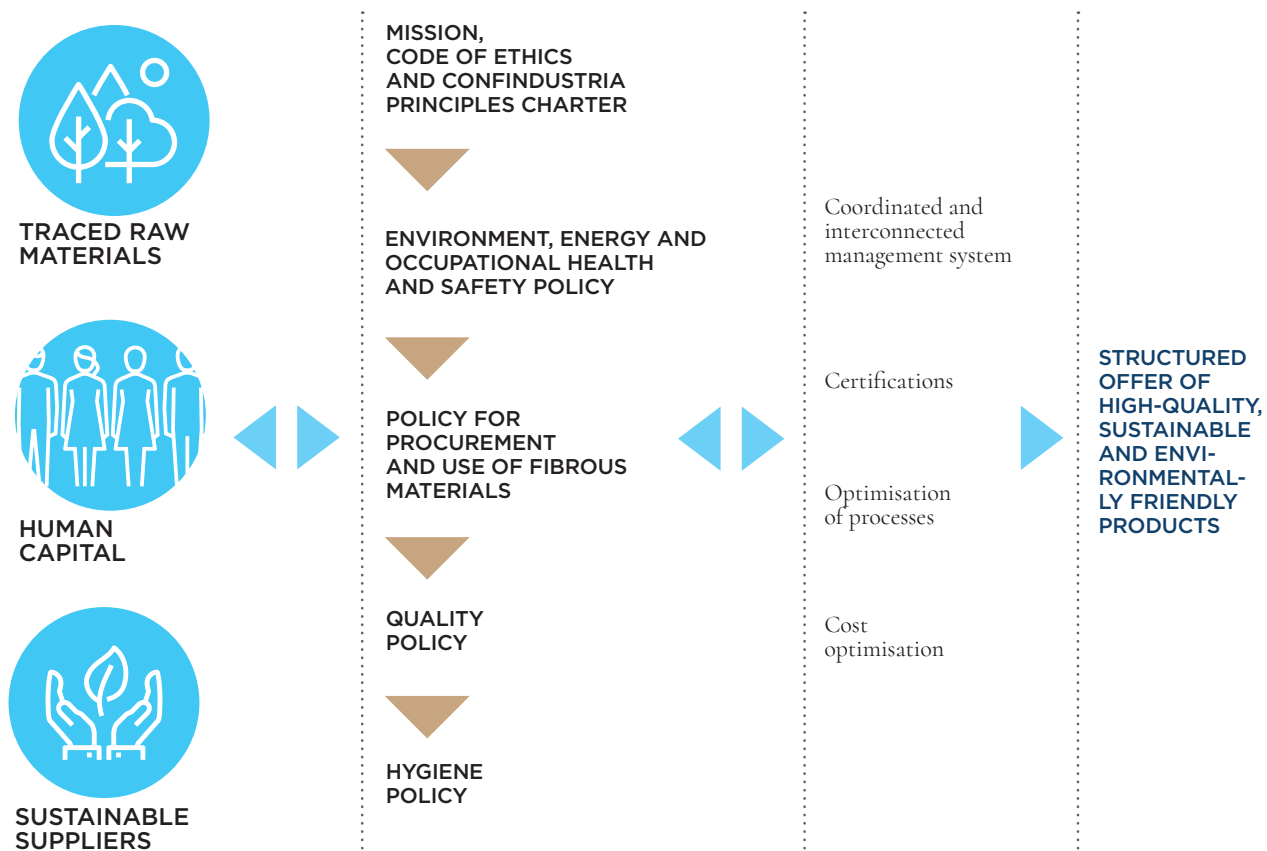 TRACED RAW
MATERIALS
HUMAN
CAPITAL
SUSTAINABLE
SUPPLIERS
MISSION,
CODE OF ETHICS
AND CONFINDUSTRIA
PRINCIPLES CHARTER
ENVIRONMENT, ENERGY AND
OCCUPATIONAL HEALTH
AND SAFETY POLICY
POLICY FOR
PROCUREMENT
AND USE OF FIBROUS
MATERIALS
QUALITY
POLICY
HYGIENE
POLICY
Coordinated and
interconnected
management system
Certifications
Optimisation
of processes
Cost
optimisation
STRUCTURED
OFFER OF
HIGH-QUALITY,
SUSTAINABLE
AND ENVI-
RONMENTAL-
LY FRIENDLY
PRODUCTS